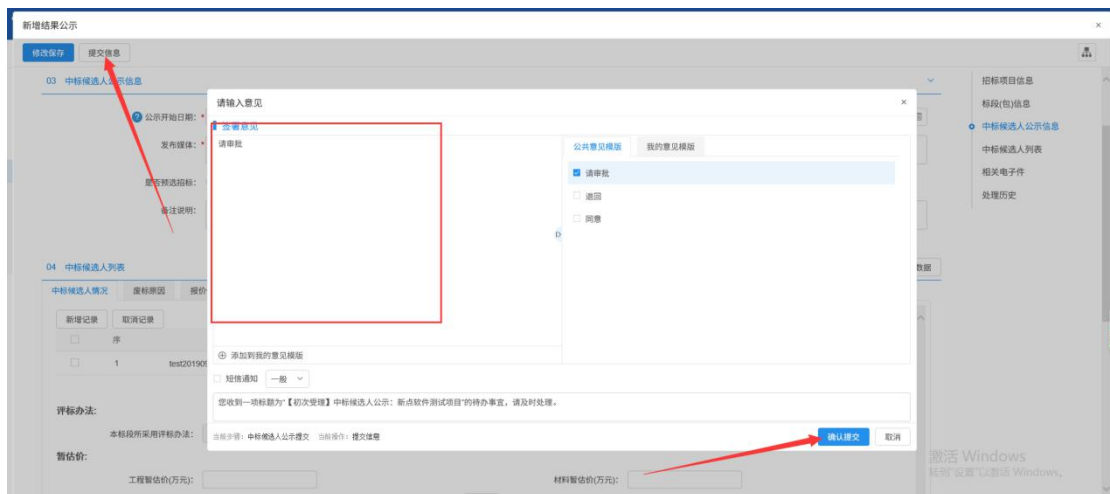 新增结果公示
×
修改保存 提交信息
03 中标候选人公示信息
公示开始日期: *
发布媒体: *
是否预选招标:
备注说明:
04 中标候选人列表
数据
中标候选人情况 废标原因 报价
新增记录 取消记录
序
1 test201909
评标办法:
本标段所采用评标办法:
暂估价:
工程暂估价(万元): 材料暂估价(万元):
招标项目信息
标段(包)信息
中标候选人公示信息
中标候选人列表
相关电子件
处理历史
请输入意见 ×
签署意见
请审批
公共意见模版 我的意见模版
请审批
退回
同意
添加到我的意见模版
短信通知 一般
您收到一项标题为“【初次受理】中标候选人公示：新点软件测试项目”的待办事宜，请及时处理。
当前步骤: 中标候选人公示提交 当前操作: 提交信息
确认提交 取消
激活 Windows
转到“设置”以激活 Windows。